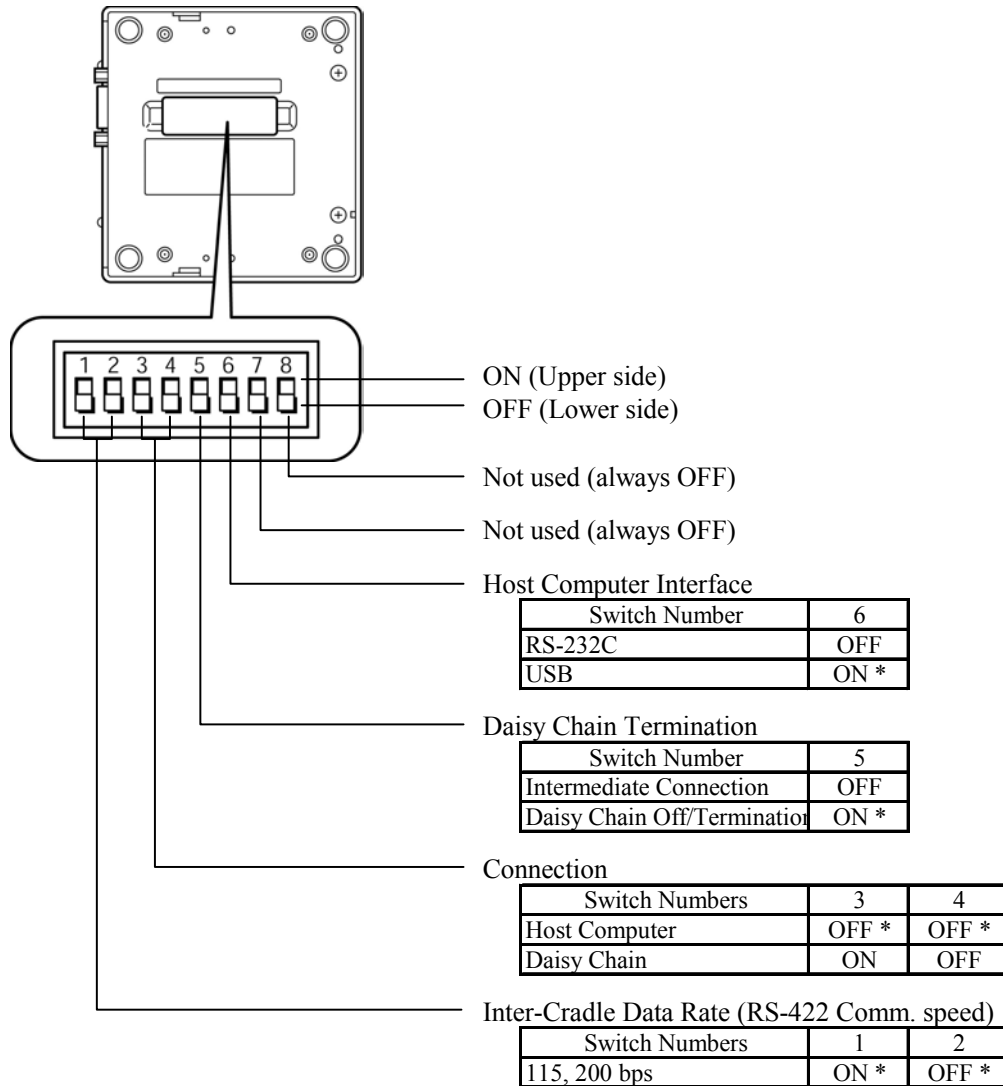 1 2 3 4 5 6 7 8
ON (Upper side)
OFF (Lower side)
Not used (always OFF)
Not used (always OFF)
Host Computer Interface
Switch Number 6
RS-232C OFF
USB ON *
Daisy Chain Termination
Switch Number 5
Intermediate Connection OFF
Daisy Chain Off/Termination ON *
Connection
Switch Numbers 3 4
Host Computer OFF * OFF *
Daisy Chain ON OFF
Inter-Cradle Data Rate (RS-422 Comm. speed)
Switch Numbers 1 2
115, 200 bps ON * OFF *